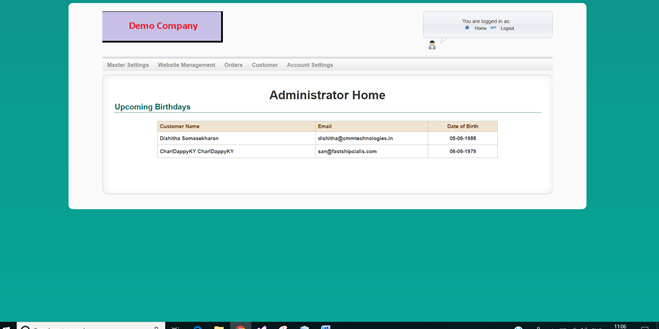 Demo Company
You are logged in as:
Home Logout
Master Settings Website Management Orders Customer Account Settings
Administrator Home
Upcoming Birthdays
Customer Name Email Date of Birth
Dishitha Somasekharan dishitha@cmmtechnologies.in 06-06-1988
CharlDappyKY CharlDappyKY san@fastshipcialis.com 06-06-1979
11:06